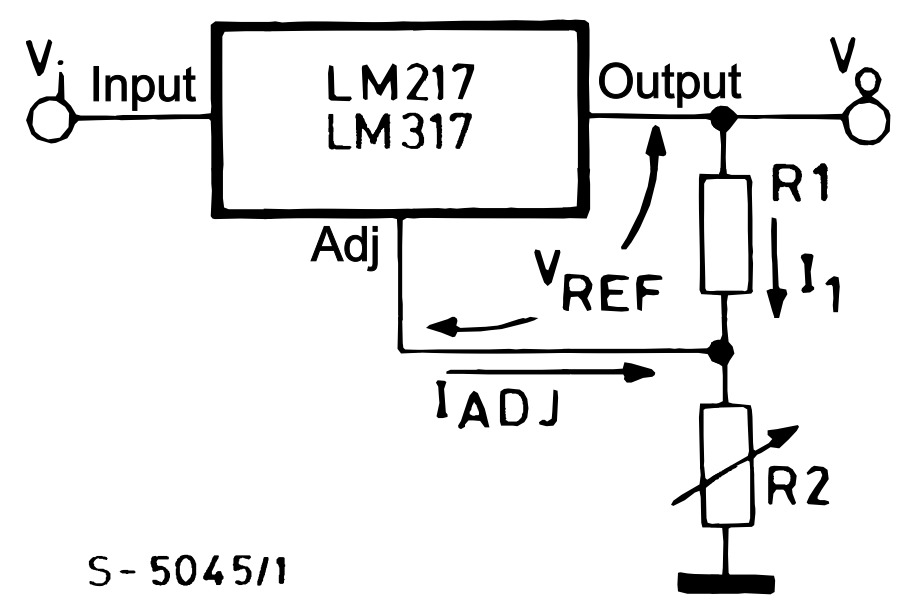 Vi Input
LM217
LM317
Output
Vo
Adj
VREF
R1
I1
IADJ
R2
S-5045/1